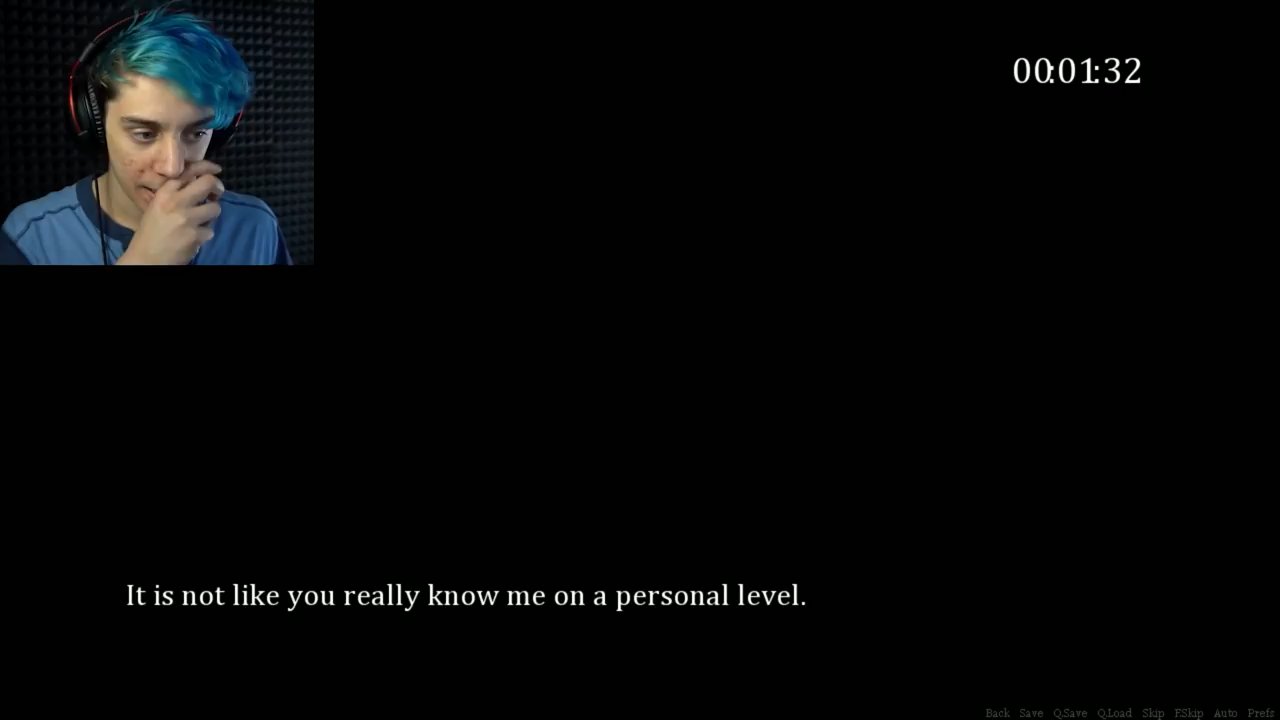 00:01:32
It is not like you really know me on a personal level.
Back Save Q.Save Q.Load Skip F.Skip Auto Prefs